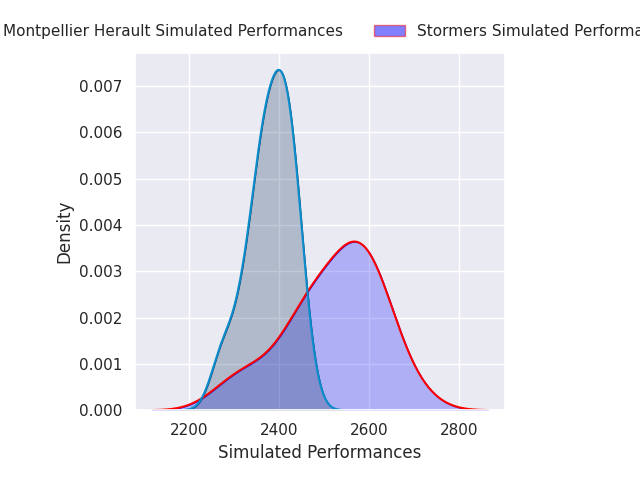 Montpellier Herault Simulated Performances
Stormers Simulated
0.007
0.006
0.005
0.004
0.003
0.002
0.001
0.000
Density
2200 2400 2600 2800
Simulated Performances